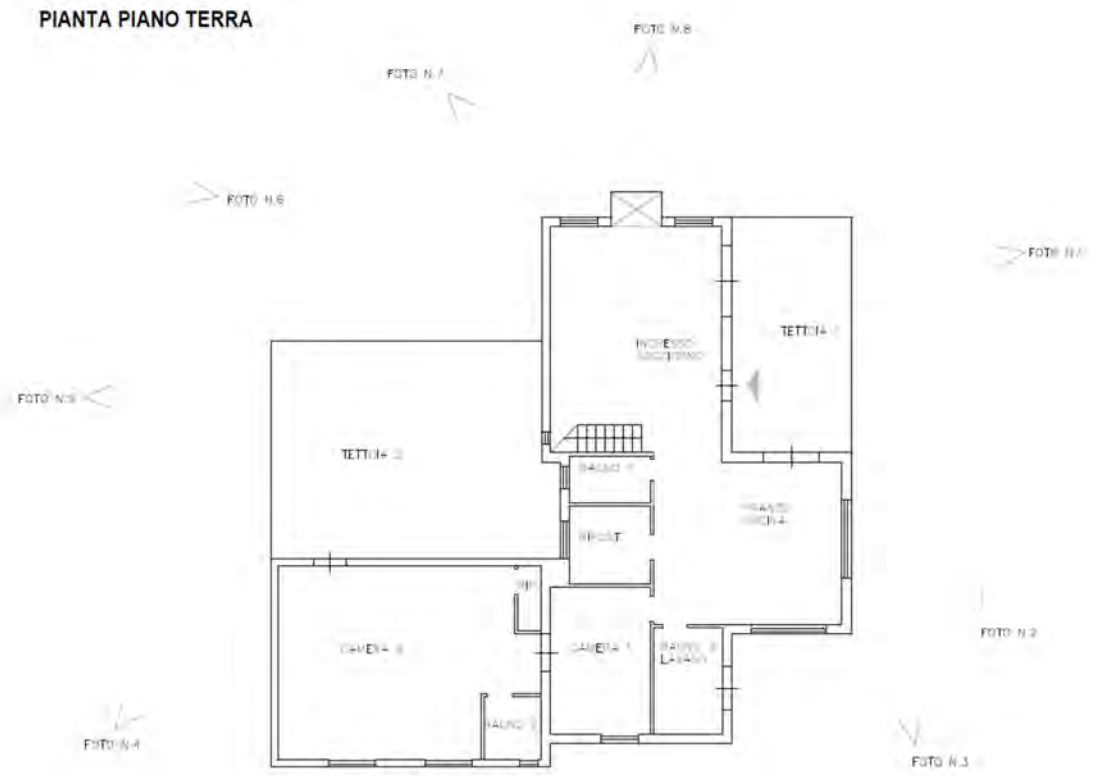 PIANTA PIANO TERRA
FOTO N.8
FOTO N.7
FOTO N.6
FOTO N.1
TETTOIA 1
INGRESSO
SOGGIORNO
FOTO N.5
TETTOIA 2
BAGNO 1
PRANZO
CUCINA
RIPOST.
RIP.
FOTO N.2
CAMERA 2
CAMERA 1
BAGNO 3
LAVAND.
BAGNO 2
FOTO N.4
FOTO N.3